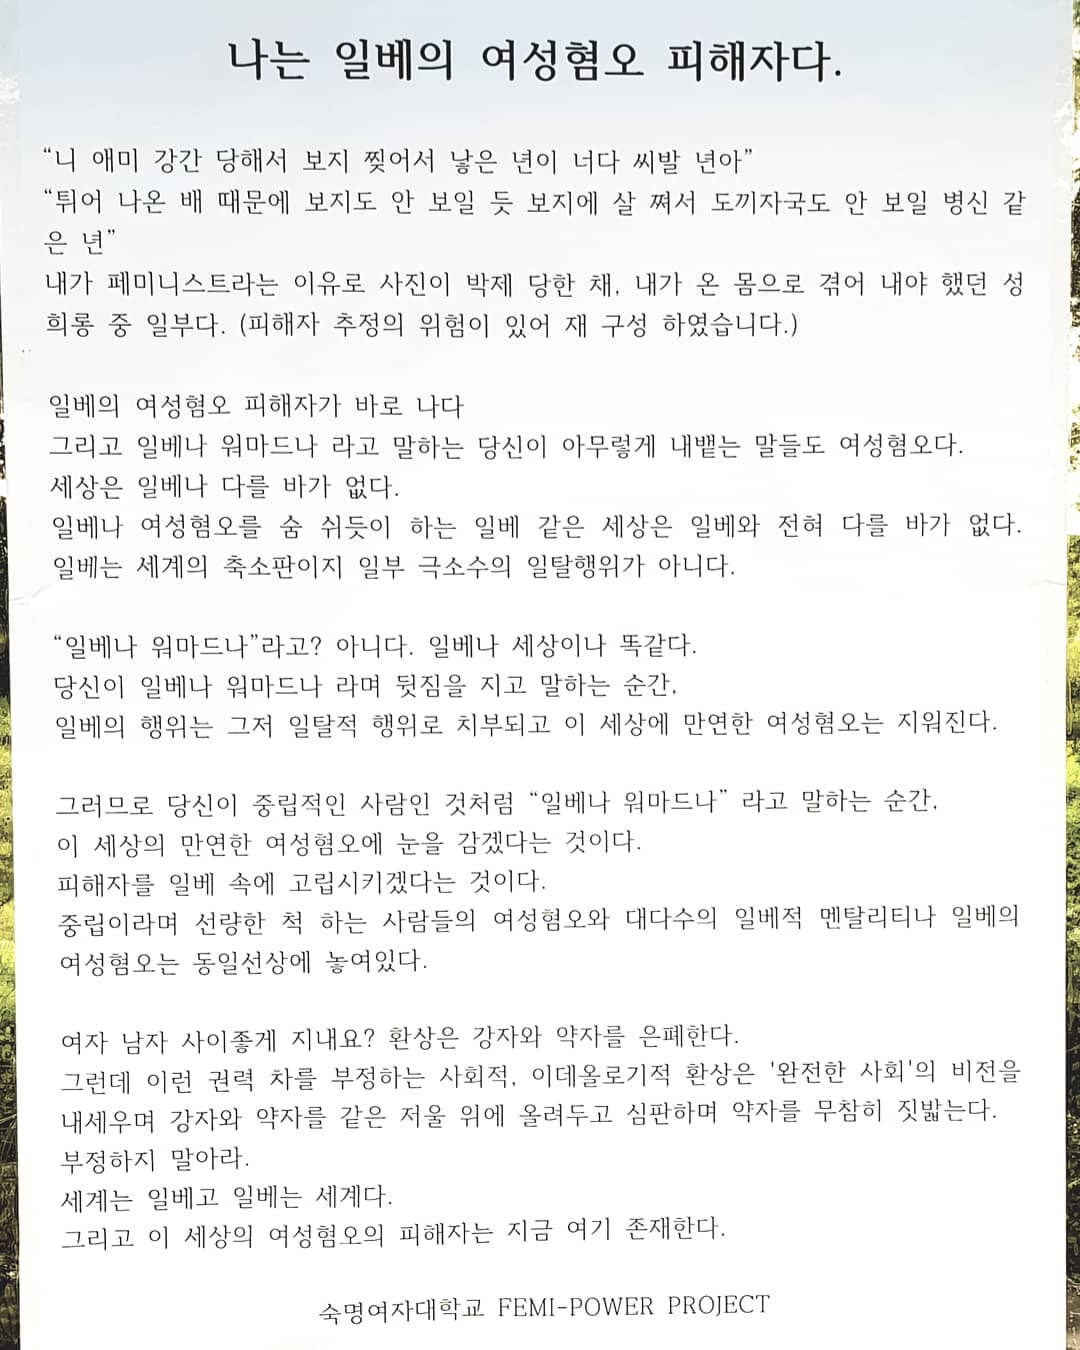 나는 일베의 여성혐오 피해자다.
“니 애미 강간 당해서 보지 찢어서 낳은 년이 너다 씨발 년아”
“튀어 나온 배 때문에 보지도 안 보일 듯 보지에 살 쪄서 도끼자국도 안 보일 병신 같
은 년”
내가 페미니스트라는 이유로 사진이 박제 당한 채, 내가 온 몸으로 겪어 내야 했던 성
희롱 중 일부다. (피해자 추정의 위험이 있어 재 구성 하였습니다.)
일베의 여성혐오 피해자가 바로 나다
그리고 일베나 워마드나 라고 말하는 당신이 아무렇게 내뱉는 말들도 여성혐오다.
세상은 일베나 다를 바가 없다.
일베나 여성혐오를 숨 쉬듯이 하는 일베 같은 세상은 일베와 전혀 다를 바가 없다.
일베는 세계의 축소판이지 일부 극소수의 일탈행위가 아니다.
“일베나 워마드나”라고? 아니다. 일베나 세상이나 똑같다.
당신이 일베나 워마드나 라며 뒷짐을 지고 말하는 순간,
일베의 행위는 그저 일탈적 행위로 치부되고 이 세상에 만연한 여성혐오는 지워진다.
그러므로 당신이 중립적인 사람인 것처럼 “일베나 워마드나” 라고 말하는 순간,
이 세상의 만연한 여성혐오에 눈을 감겠다는 것이다.
피해자를 일베 속에 고립시키겠다는 것이다.
중립이라며 선량한 척 하는 사람들의 여성혐오와 대다수의 일베적 멘탈리티나 일베의
여성혐오는 동일선상에 놓여있다.
여자 남자 사이좋게 지내요? 환상은 강자와 약자를 은폐한다.
그런데 이런 권력 차를 부정하는 사회적, 이데올로기적 환상은 '완전한 사회'의 비전을
내세우며 강자와 약자를 같은 저울 위에 올려두고 심판하며 약자를 무참히 짓밟는다.
부정하지 말아라.
세계는 일베고 일베는 세계다.
그리고 이 세상의 여성혐오의 피해자는 지금 여기 존재한다.
숙명여자대학교 FEMI-POWER PROJECT